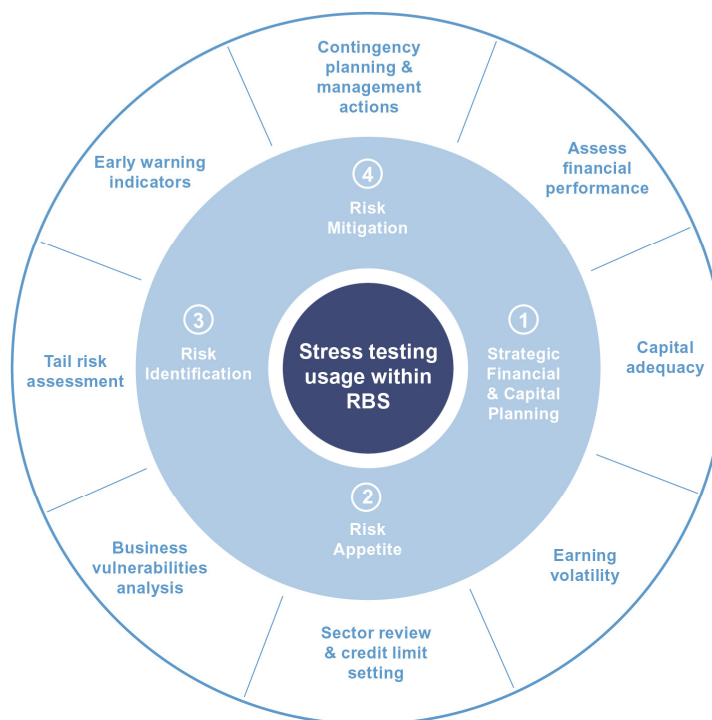 Contingency
planning &
management
actions
Assess
financial
performance
Capital
adequacy
Earning
volatility
Sector review
& credit limit
setting
Business
vulnerabilities
analysis
Tail risk
assessment
Early warning
indicators
4
Risk
Mitigation
1
Strategic
Financial
& Capital
Planning
2
Risk
Appetite
3
Risk
Identification
Stress testing
usage within
RBS